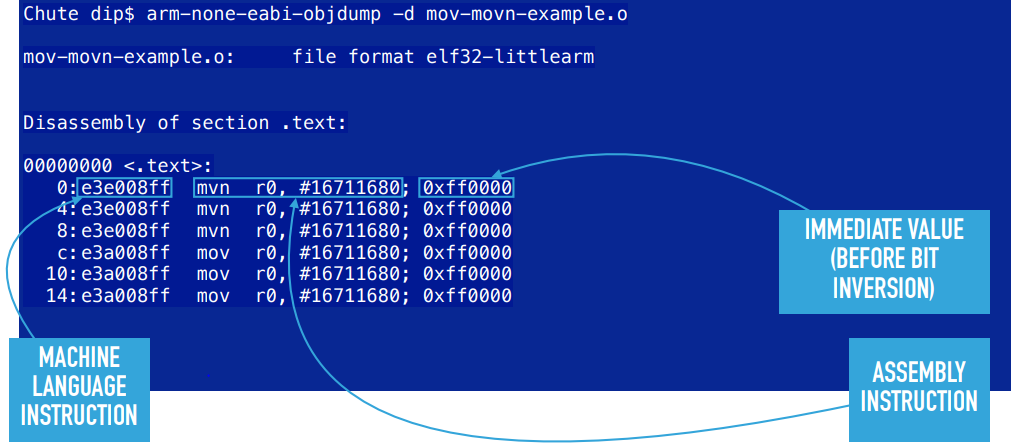 Chute dip$ arm-none-eabi-objdump -d mov-movn-example.o
mov-movn-example.o:     file format elf32-littlearm
Disassembly of section .text:
00000000 <.text>:
0: e3e008ff  mvn  r0, #16711680; 0xff0000
4: e3e008ff  mvn  r0, #16711680; 0xff0000
8: e3e008ff  mvn  r0, #16711680; 0xff0000
c: e3a008ff  mov  r0, #16711680; 0xff0000
10: e3a008ff  mov  r0, #16711680; 0xff0000
14: e3a008ff  mov  r0, #16711680; 0xff0000
IMMEDIATE VALUE
(BEFORE BIT
INVERSION)
MACHINE
LANGUAGE
INSTRUCTION
ASSEMBLY
INSTRUCTION